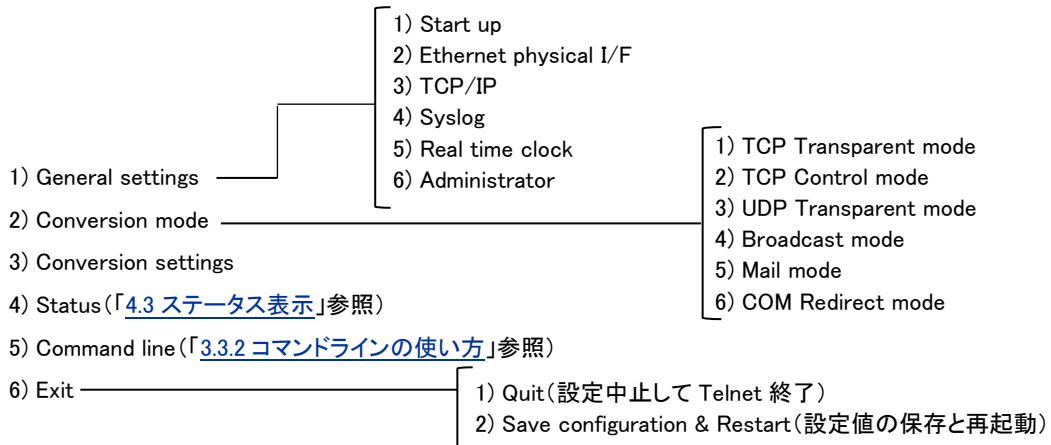 1) Start up
2) Ethernet physical I/F
3) TCP/IP
4) Syslog
5) Real time clock
6) Administrator
1) General settings
2) Conversion mode
3) Conversion settings
4) Status(「4.3 ステータス表示」参照)
5) Command line(「3.3.2 コマンドラインの使い方」参照)
6) Exit
1) TCP Transparent mode
2) TCP Control mode
3) UDP Transparent mode
4) Broadcast mode
5) Mail mode
6) COM Redirect mode
1) Quit(設定中止して Telnet 終了)
2) Save configuration & Restart(設定値の保存と再起動)